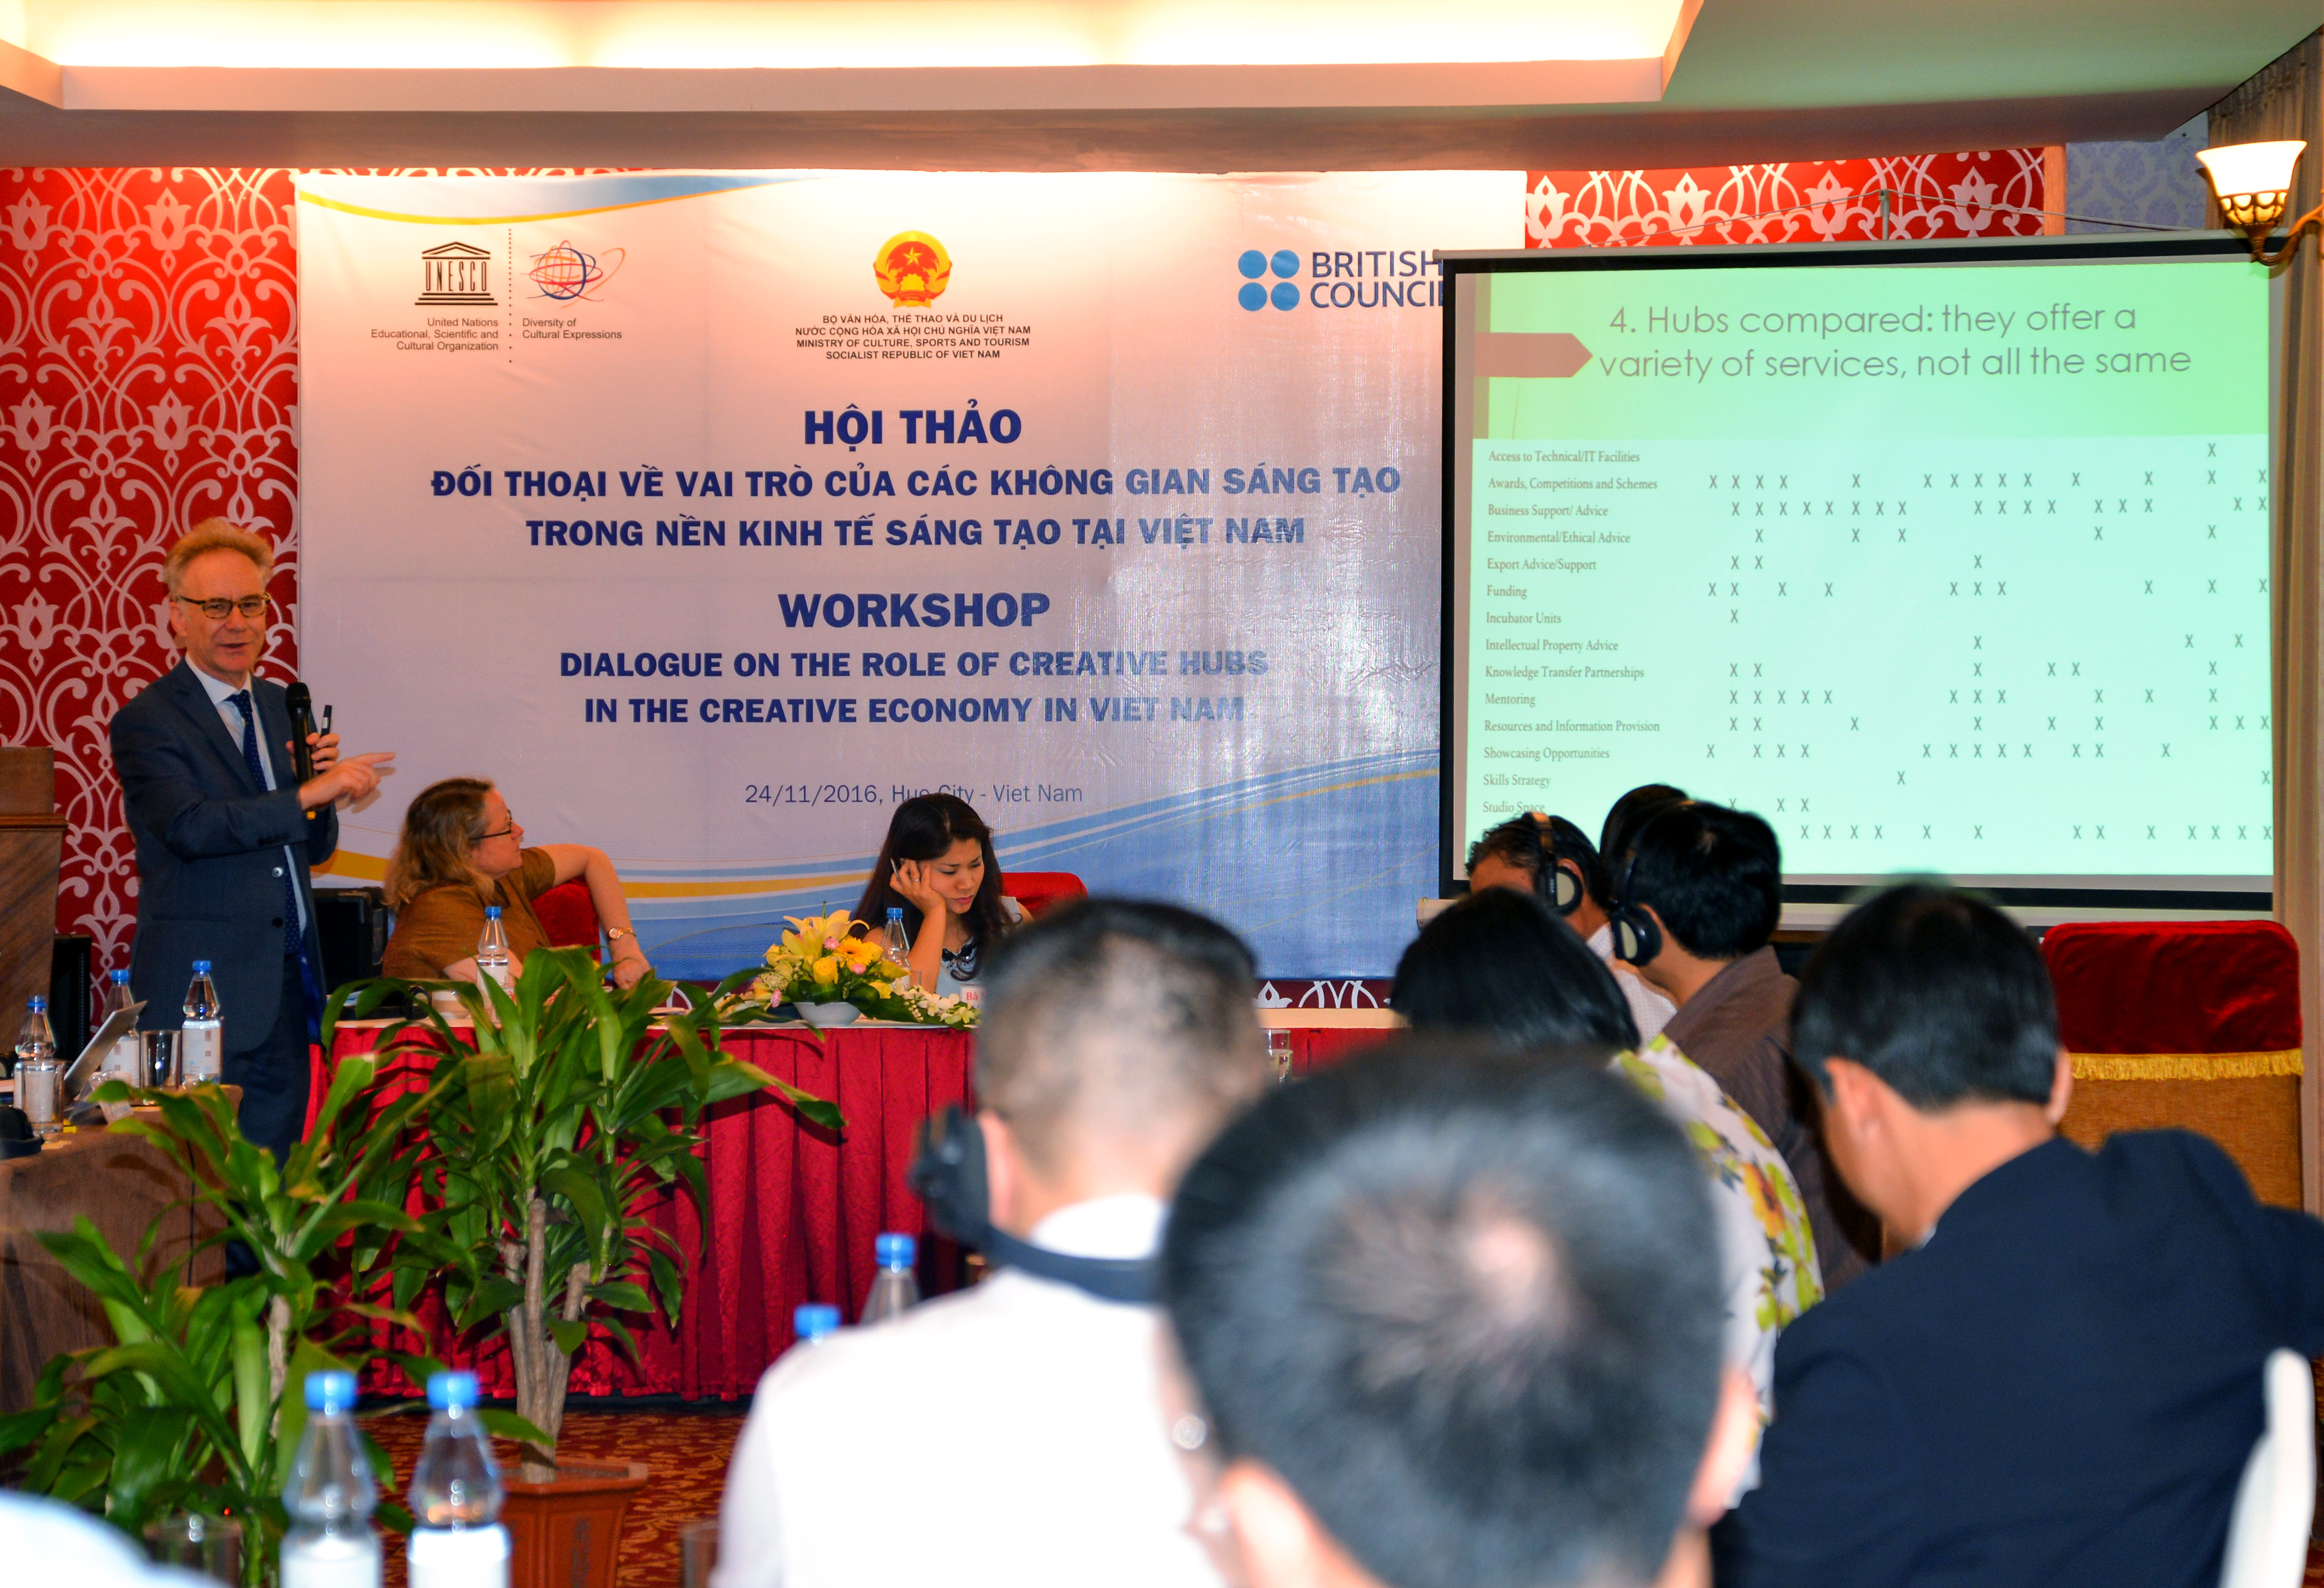 UNESCO
United Nations
Educational, Scientific and
Cultural Organization
Diversity of
Cultural Expressions
BỘ VĂN HÓA, THỂ THAO VÀ DU LỊCH
NƯỚC CỘNG HÒA XÃ HỘI CHỦ NGHĨA VIỆT NAM
MINISTRY OF CULTURE, SPORTS AND TOURISM
SOCIALIST REPUBLIC OF VIET NAM
BRITISH
COUNCI
HỘI THẢO
ĐỐI THOẠI VỀ VAI TRÒ CỦA CÁC KHÔNG GIAN SÁNG TẠO
TRONG NỀN KINH TẾ SÁNG TẠO TẠI VIỆT NAM
WORKSHOP
DIALOGUE ON THE ROLE OF CREATIVE HUBS
IN THE CREATIVE ECONOMY IN VIET NAM
24/11/2016, Hue City - Viet Nam
Bà
4. Hubs compared: they offer a
variety of services, not all the same
Access to Technical/IT Facilities X
Awards, Competitions and Schemes X X X X X X X X X X X X X X
Business Support/ Advice X X X X X X X X X X X X X X X X X
Environmental/Ethical Advice X X X X X
Export Advice/Support X X X
Funding X X X X X X X X X X
Incubator Units X
Intellectual Property Advice X X X
Knowledge Transfer Partnerships X X X X X X
Mentoring X X X X X X X X X X X
Resources and Information Provision X X X X X X X X X
Showcasing Opportunities X X X X X X X X X X X X
Skills Strategy X X
Studio Space X X X
X X X X X X X X X X X X X